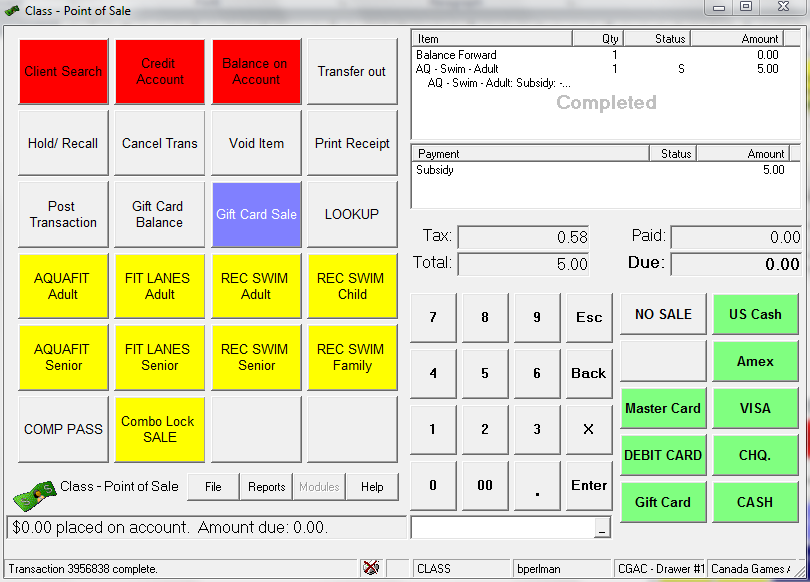 Class - Point of Sale
Client Search
Credit
Account
Balance on
Account
Transfer out
Hold/ Recall
Cancel Trans
Void Item
Print Receipt
Post
Transaction
Gift Card
Balance
Gift Card Sale
LOOKUP
AQUAFIT
Adult
FIT LANES
Adult
REC SWIM
Adult
REC SWIM
Child
AQUAFIT
Senior
FIT LANES
Senior
REC SWIM
Senior
REC SWIM
Family
COMP PASS
Combo Lock
SALE
Class - Point of Sale
File
Reports
Modules
Help
$0.00 placed on account.  Amount due: 0.00.
Item Qty Status Amount
Balance Forward 1 0.00
AQ - Swim - Adult 1 S 5.00
AQ - Swim - Adult: Subsidy: -...
Completed
Payment Status Amount
Subsidy 5.00
Tax: 0.58 Paid: 0.00
Total: 5.00 Due: 0.00
7 8 9 Esc
4 5 6 Back
1 2 3 X
0 00 . Enter
NO SALE US Cash
Amex
Master Card VISA
DEBIT CARD CHQ.
Gift Card CASH
...
Transaction 3956838 complete. CLASS bperlman CGAC - Drawer #1 Canada Games